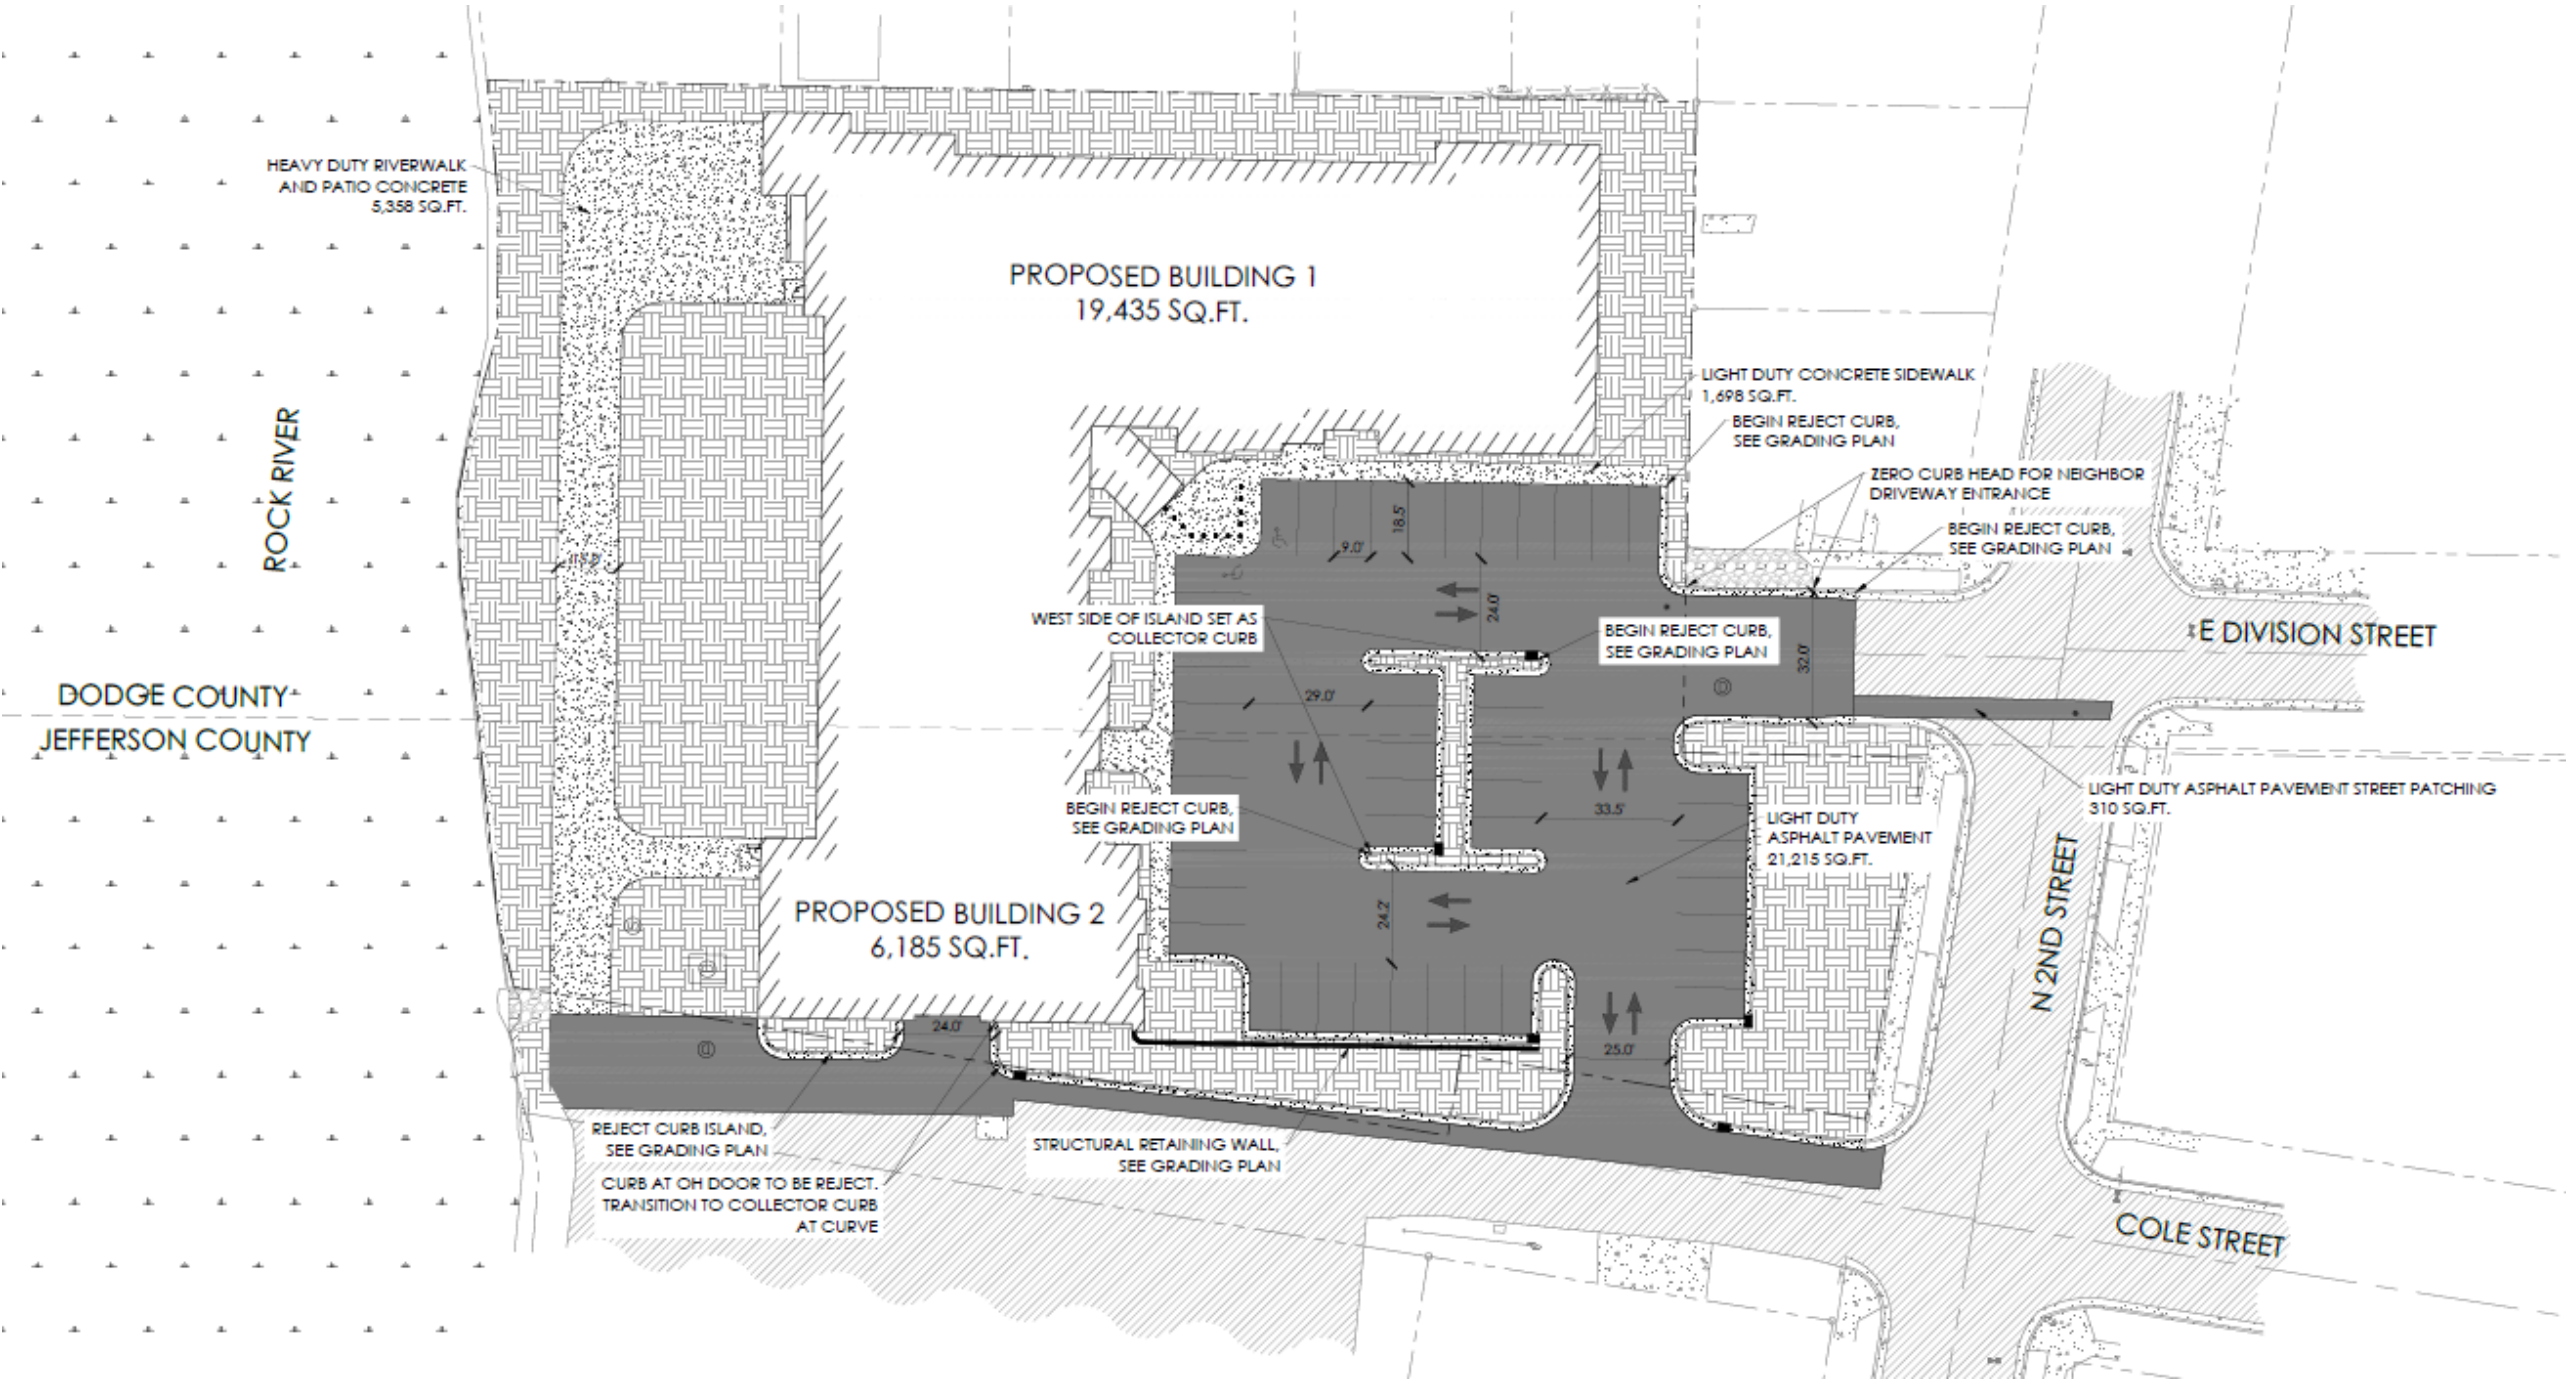 HEAVY DUTY RIVERWALK
AND PATIO CONCRETE
5,358 SQ.FT.
PROPOSED BUILDING 1
19,435 SQ.FT.
LIGHT DUTY CONCRETE SIDEWALK
1,698 SQ.FT.
BEGIN REJECT CURB,
SEE GRADING PLAN
ZERO CURB HEAD FOR NEIGHBOR
DRIVEWAY ENTRANCE
BEGIN REJECT CURB,
SEE GRADING PLAN
ROCK RIVER
18.5'
9.0'
15.0'
24.0'
WEST SIDE OF ISLAND SET AS
COLLECTOR CURB
BEGIN REJECT CURB,
SEE GRADING PLAN
32.0'
E DIVISION STREET
DODGE COUNTY
JEFFERSON COUNTY
29.0'
BEGIN REJECT CURB,
SEE GRADING PLAN
33.5'
LIGHT DUTY
ASPHALT PAVEMENT
21,215 SQ.FT.
LIGHT DUTY ASPHALT PAVEMENT STREET PATCHING
310 SQ.FT.
PROPOSED BUILDING 2
6,185 SQ.FT.
24.2'
N 2ND STREET
24.0'
25.0'
REJECT CURB ISLAND,
SEE GRADING PLAN
STRUCTURAL RETAINING WALL,
SEE GRADING PLAN
CURB AT OH DOOR TO BE REJECT.
TRANSITION TO COLLECTOR CURB
AT CURVE
COLE STREET